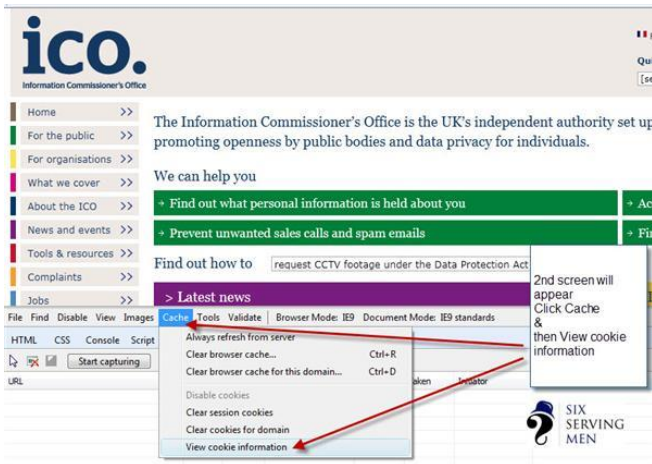 ico.
Information Commissioner's Office
Qui
[se
Home >>
For the public >>
For organisations >>
What we cover >>
About the ICO >>
News and events >>
Tools & resources >>
Complaints >>
Jobs >>
The Information Commissioner's Office is the UK's independent authority set up
promoting openness by public bodies and data privacy for individuals.
We can help you
Find out what personal information is held about you
Ac
Prevent unwanted sales calls and spam emails
Fi
Find out how to request CCTV footage under the Data Protection Act
> Latest news
2nd screen will
appear
Click Cache
&
then View cookie
information
File Find Disable View Images Cache Tools Validate Browser Mode: IE9 Document Mode: IE9 standards
HTML CSS Console Script
Start capturing
URL
aken Initiator
Always refresh from server
Clear browser cache... Ctrl+R
Clear browser cache for this domain... Ctrl+D
Disable cookies
Clear session cookies
Clear cookies for domain
View cookie information
SIX
SERVING
MEN